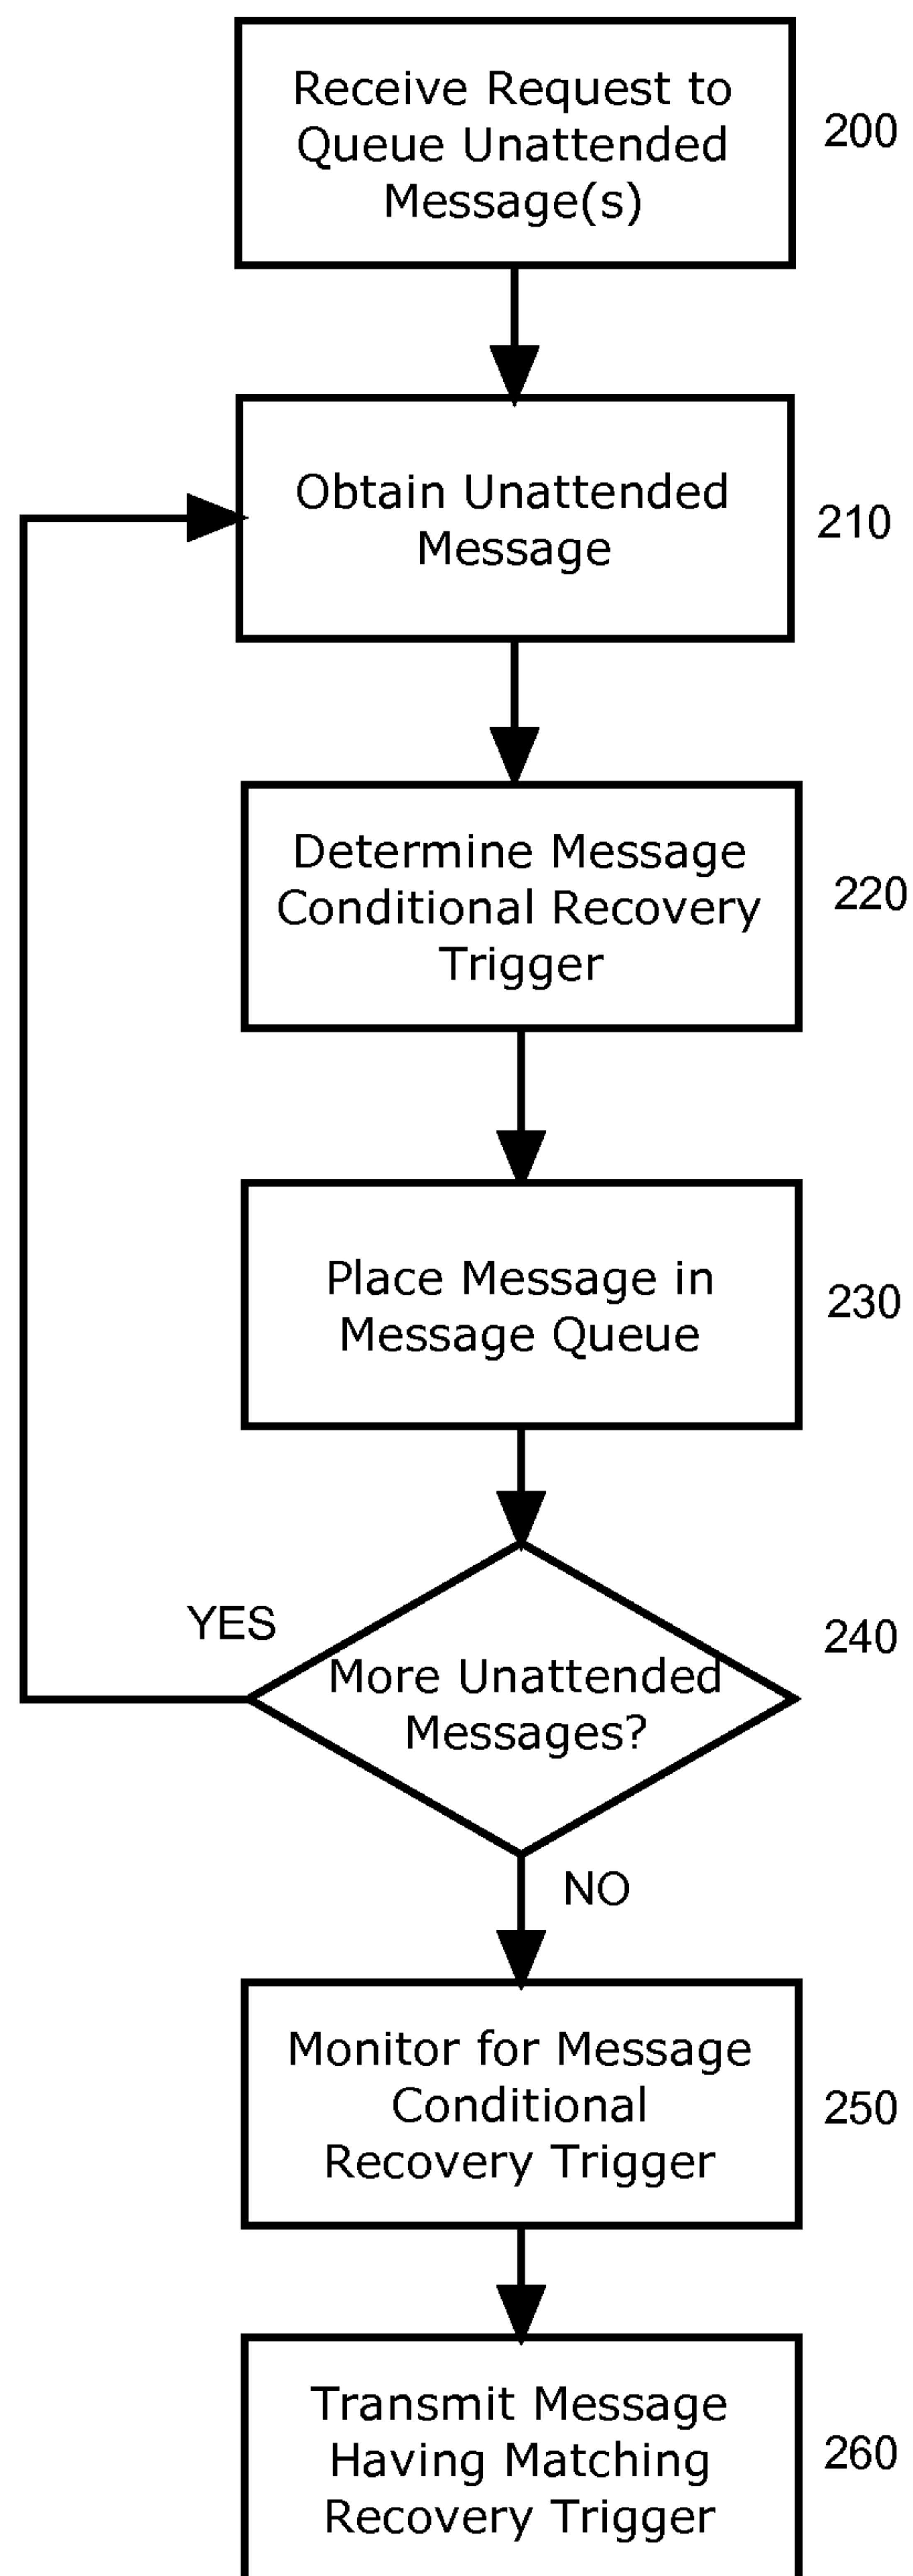 Receive Request to
Queue Unattended
Message(s)
200
Obtain Unattended
Message
210
Determine Message
Conditional Recovery
Trigger
220
Place Message in
Message Queue
230
YES
More Unattended
Messages?
240
NO
Monitor for Message
Conditional
Recovery Trigger
250
Transmit Message
Having Matching
Recovery Trigger
260